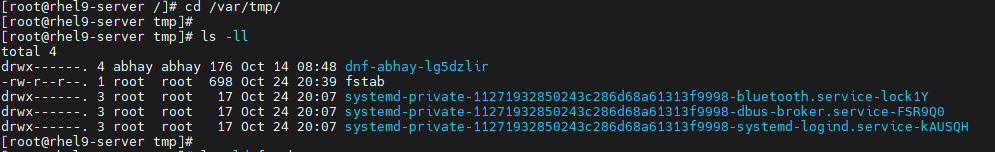 [root@rhel9-server /]# cd /var/tmp/
[root@rhel9-server tmp]#
[root@rhel9-server tmp]# ls -ll
total 4
drwx------. 4 abhay abhay 176 Oct 14 08:48 dnf-abhay-lg5dzlir
-rw-r--r--. 1 root  root  698 Oct 24 20:39 fstab
drwx------. 3 root  root   17 Oct 24 20:07 systemd-private-11271932850243c286d68a61313f9998-bluetooth.service-lock1Y
drwx------. 3 root  root   17 Oct 24 20:07 systemd-private-11271932850243c286d68a61313f9998-dbus-broker.service-FSR9Q0
drwx------. 3 root  root   17 Oct 24 20:07 systemd-private-11271932850243c286d68a61313f9998-systemd-logind.service-kAUSQH
[root@rhel9-server tmp]#